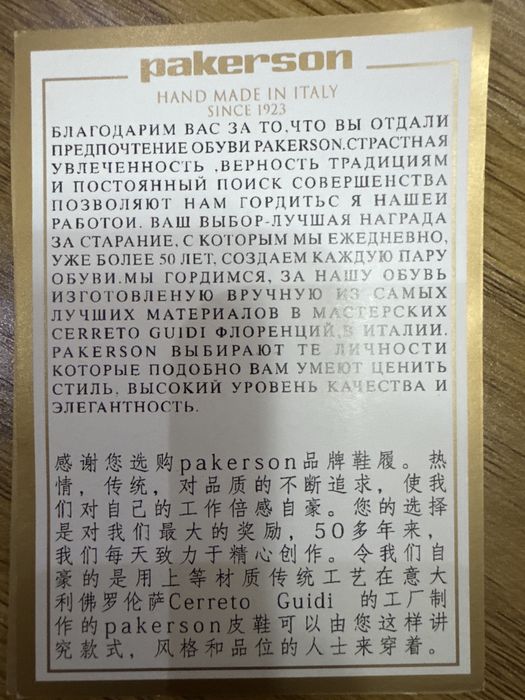 pakerson
HAND MADE IN ITALY
SINCE 1923
БЛАГОДАРИМ ВАС ЗА ТО,ЧТО ВЫ ОТДАЛИ
ПРЕДПОЧТЕНИЕ ОБУВИ PAKERSON.СТРАСТНАЯ
УВЛЕЧЕННОСТЬ ,ВЕРНОСТЬ ТРАДИЦИЯМ
И ПОСТОЯННЫЙ ПОИСК СОВЕРШЕНСТВА
ПОЗВОЛЯЮТ НАМ ГОРДИТЬС Я НАШЕЙ
РАБОТОИ. ВАШ ВЫБОР-ЛУЧШАЯ НАГРАДА
ЗА СТАРАНИЕ, С КОТОРЫМ МЫ ЕЖЕДНЕВНО,
УЖЕ БОЛЕЕ 50 ЛЕТ, СОЗДАЕМ КАЖДУЮ ПАРУ
ОБУВИ.МЫ ГОРДИМСЯ, ЗА НАШУ ОБУВЬ
ИЗГОТОВЛЕНУЮ ВРУЧНУЮ ИЗ САМЫХ
ЛУЧШИХ МАТЕРИАЛОВ В МАСТЕРСКИХ
CERRETO GUIDI ФЛОРЕНЦИЙ,В ИТАЛИИ.
PAKERSON ВЫБИРАЮТ ТЕ ЛИЧНОСТИ
КОТОРЫЕ ПОДОБНО ВАМ УМЕЮТ ЦЕНИТЬ
СТИЛЬ, ВЫСОКИЙ УРОВЕНЬ КАЧЕСТВА И
ЭЛЕГАНТНОСТЬ.
感谢您选购pakerson品牌鞋履。热
情，传统，对品质的不断追求，使我
们对自己的工作倍感自豪。您的选择
是对我们最大的奖励，50多年来，
我们每天致力于精心创作。令我们自
豪的是用上等材质传统工艺在意大
利佛罗伦萨Cerreto Guidi 的工厂制
作的pakerson皮鞋可以由您这样讲
究款式，风格和品位的人士来穿着。